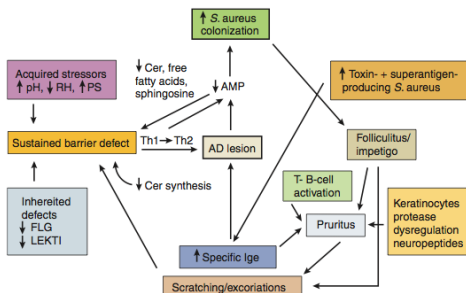 ↑ S. aureus
colonization
↓ Cer, free
fatty acids,
sphingosine
↓ AMP
Acquired stressors
↑ pH, ↓ RH, ↑ PS
↑ Toxin- + superantigen-
producing S. aureus
Sustained barrier defect
Th1→Th2
AD lesion
Folliculitus/
impetigo
↓ Cer synthesis
T- B-cell
activation
Inhereited
defects
↓ FLG
↓ LEKTI
Pruritus
Keratinocytes
protease
dysregulation
neuropeptides
↑ Specific Ige
Scratching/excoriations